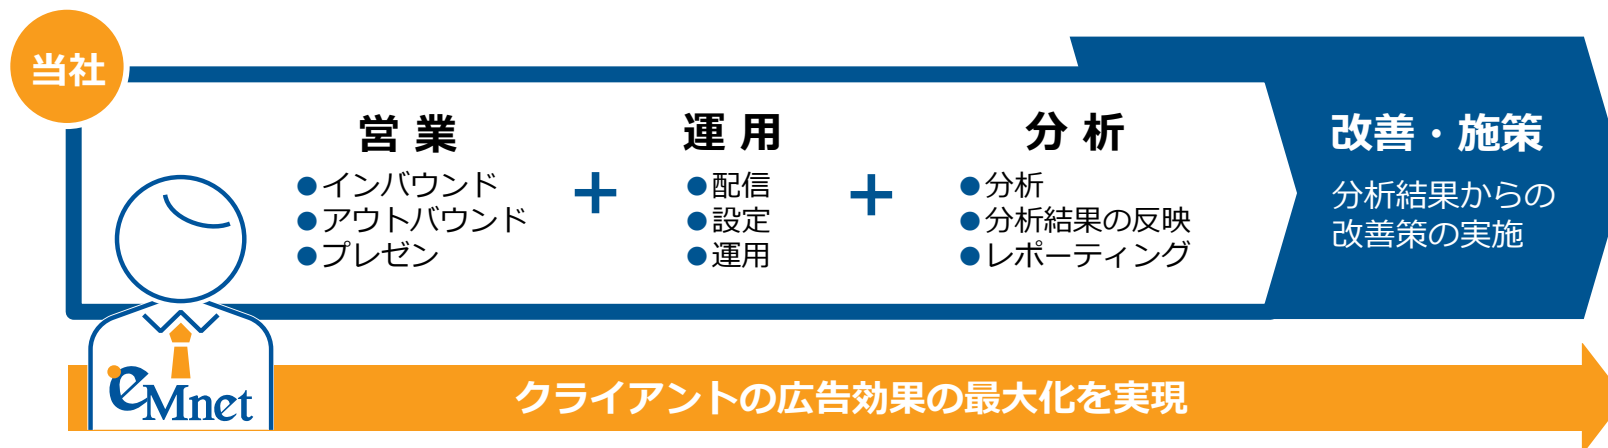 当社
営業
●インバウンド
●アウトバウンド
●プレゼン
+
運用
●配信
●設定
●運用
+
分析
●分析
●分析結果の反映
●レポーティング
改善・施策
分析結果からの
改善策の実施
eMnet
クライアントの広告効果の最大化を実現